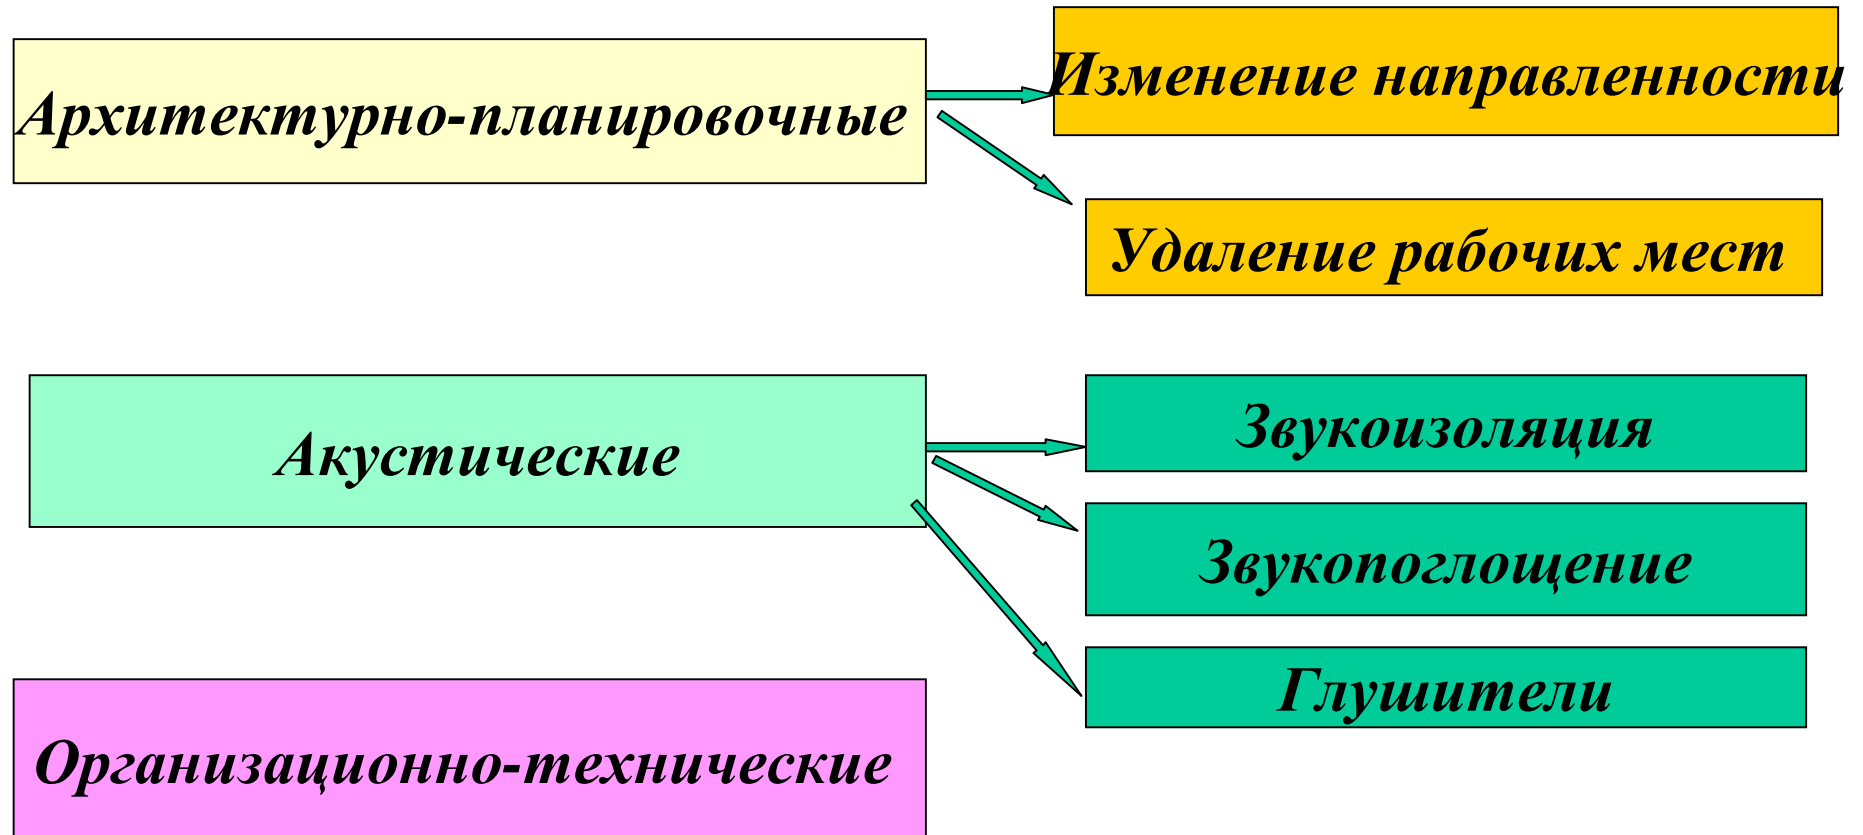 Архитектурно-планировочные
Изменение направленности
Удаление рабочих мест
Акустические
Звукоизоляция
Звукопоглощение
Глушители
Организационно-технические